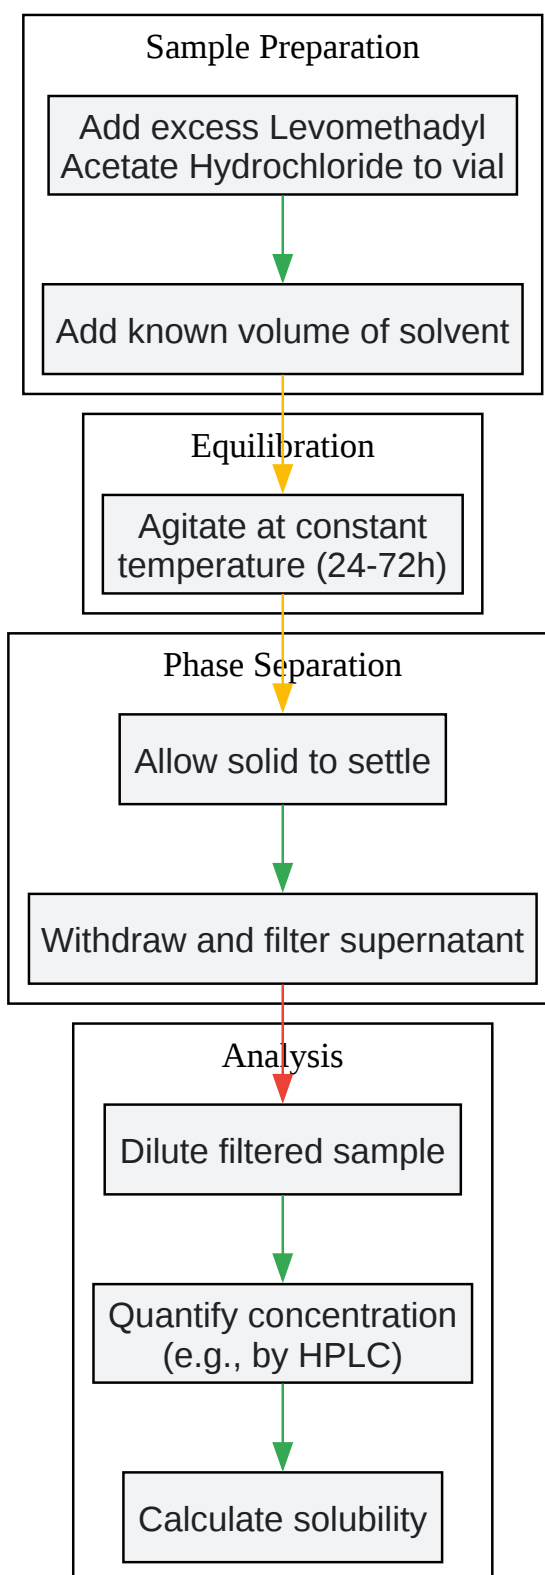 Sample Preparation
Add excess Levomethadyl
Acetate Hydrochloride to vial
Add known volume of solvent
Equilibration
Agitate at constant
temperature (24-72h)
Phase Separation
Allow solid to settle
Withdraw and filter supernatant
Analysis
Dilute filtered sample
Quantify concentration
(e.g., by HPLC)
Calculate solubility